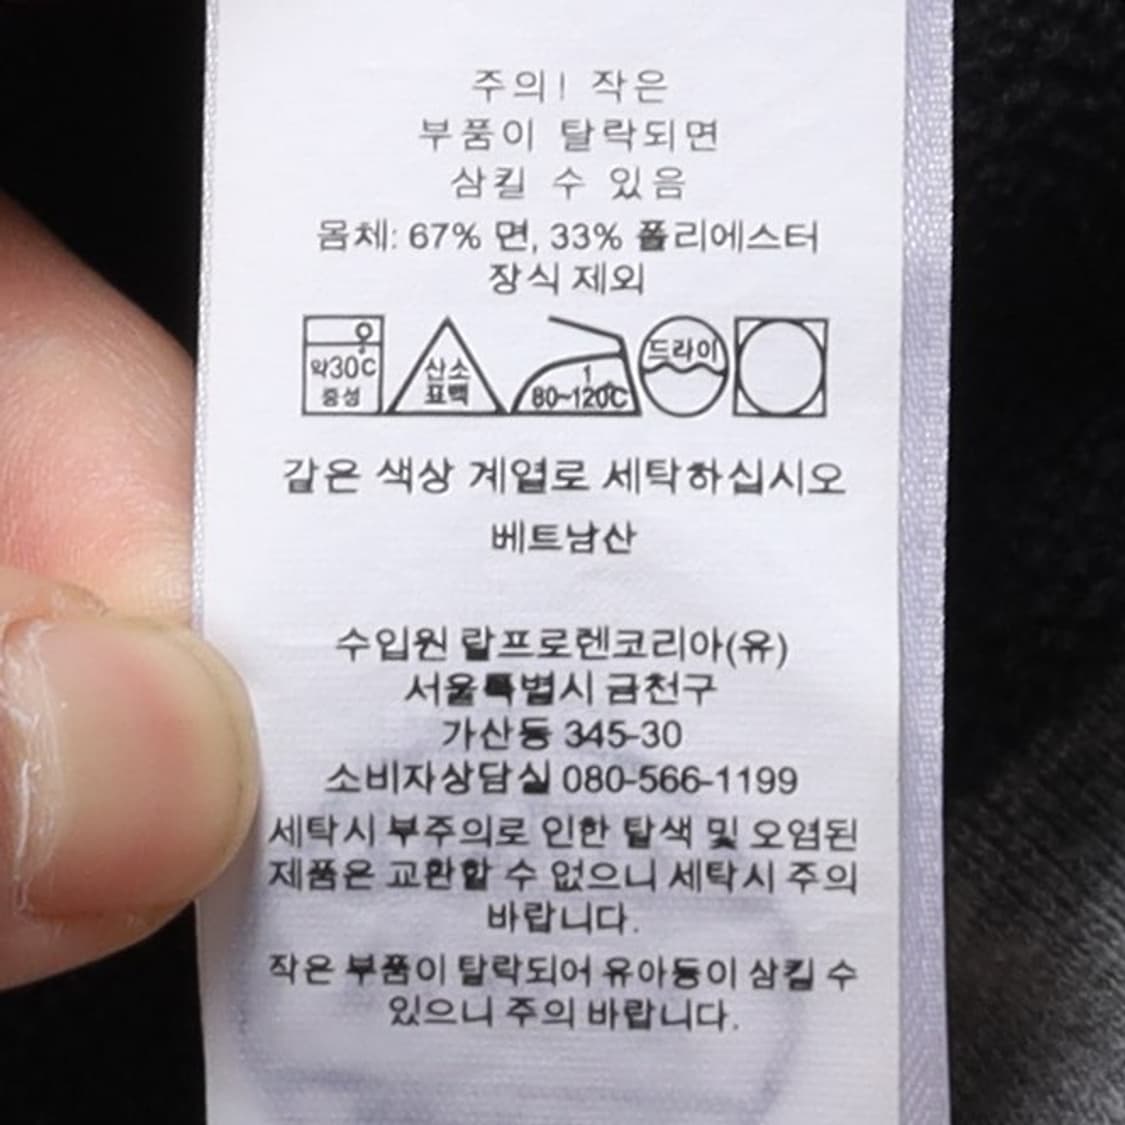 주의! 작은
부품이 탈락되면
삼킬 수 있음
몸체: 67% 면, 33% 폴리에스터
장식 제외
약30C
중성
산소
표백
1
80~120C
드라이
같은 색상 계열로 세탁하십시오
베트남산
수입원 랄프로렌코리아(유)
서울특별시 금천구
가산동 345-30
소비자상담실 080-566-1199
세탁시 부주의로 인한 탈색 및 오염된
제품은 교환할 수 없으니 세탁시 주의
바랍니다.
작은 부품이 탈락되어 유아등이 삼킬 수
있으니 주의 바랍니다.